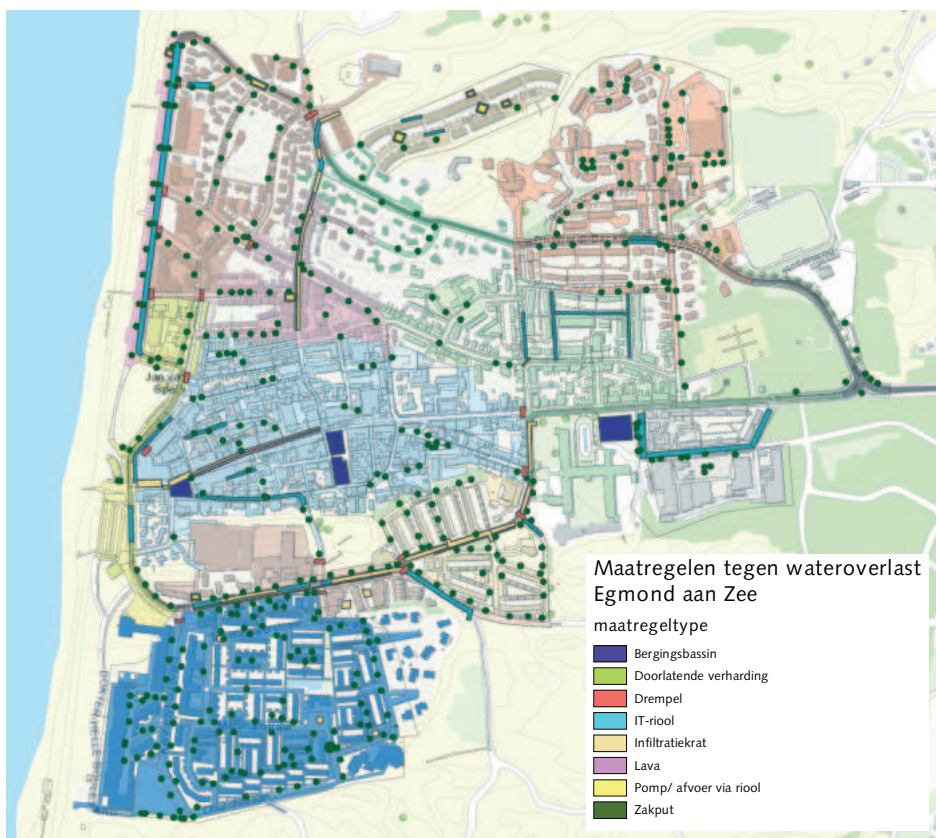 Maatregelen tegen wateroverlast
Egmond aan Zee
maatregeltype
Bergingsbassin
Doorlatende verharding
Drempel
IT-riool
Infiltratiekrat
Lava
Pomp/ afvoer via riool
Zakput